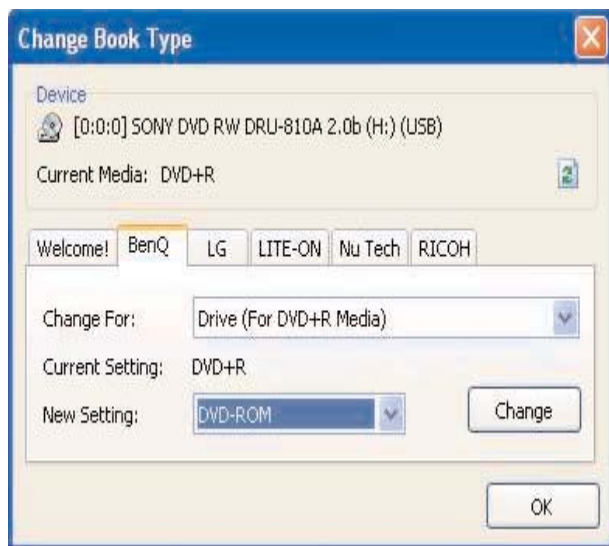 Change Book Type
Device
[0:0:0] SONY DVD RW DRU-810A 2.0b (H:) (USB)
Current Media: DVD+R
Welcome! BenQ LG LITE-ON Nu Tech RICOH
Change For: Drive (For DVD+R Media)
Current Setting: DVD+R
New Setting: DVD-ROM Change
OK